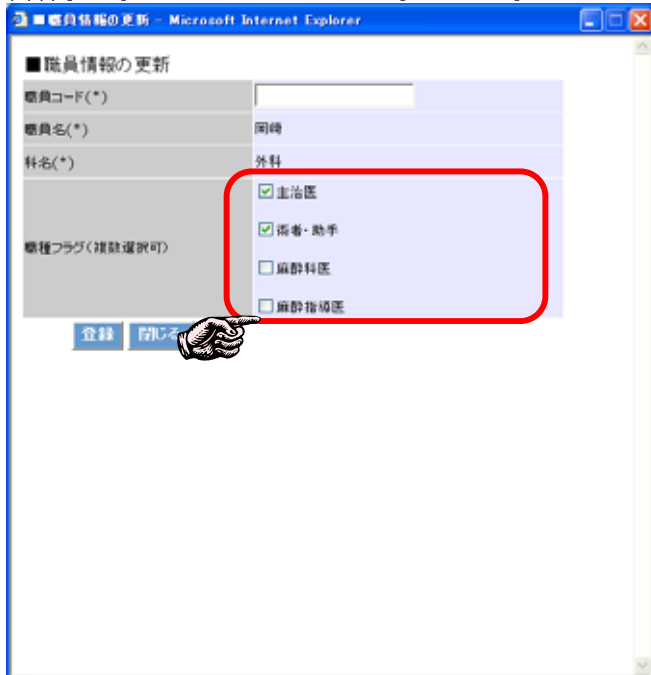 ■職員情報の更新 - Microsoft Internet Explorer
■職員情報の更新
職員コード(*)
職員名(*) 岡崎
科名(*) 外科
職種フラグ(複数選択可)
主治医
術者・助手
麻酔科医
麻酔指導医
登録 閉じる